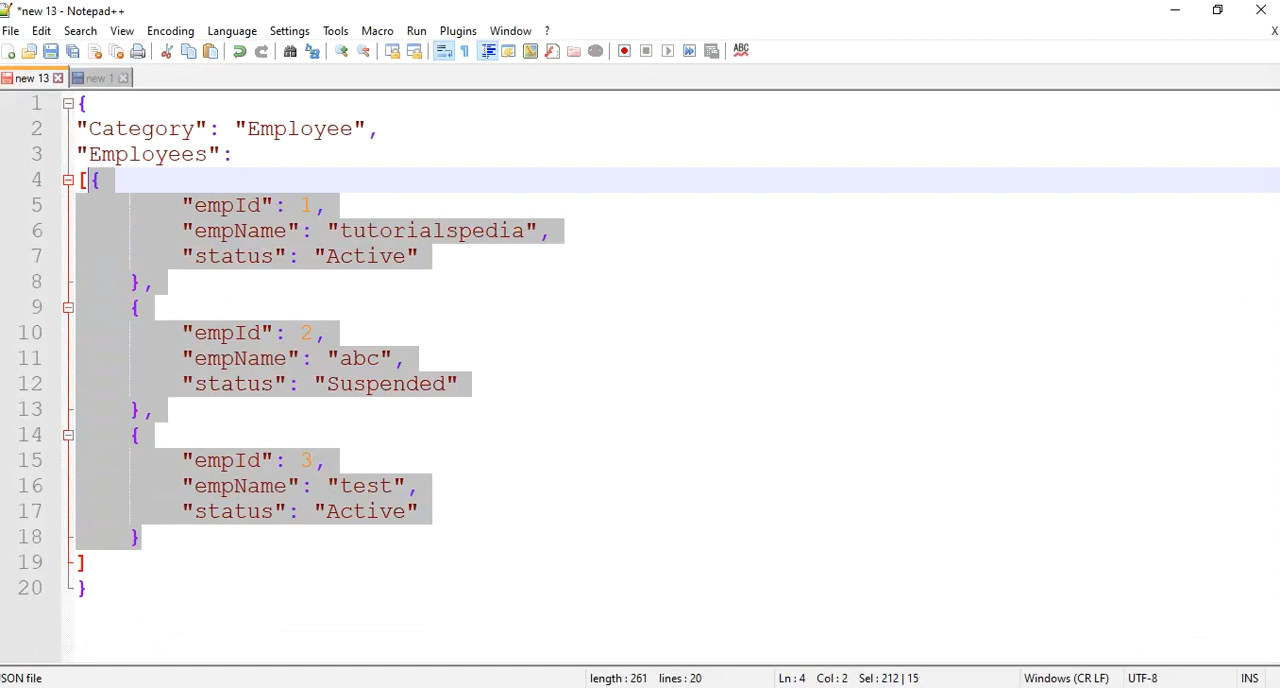 *new 13 - Notepad++
File Edit Search View Encoding Language Settings Tools Macro Run Plugins Window ? X
ABC
new 13 new 1
1 {
2 "Category": "Employee",
3 "Employees":
4 [{
5 "empId": 1,
6 "empName": "tutorialspedia",
7 "status": "Active"
8 },
9 {
10 "empId": 2,
11 "empName": "abc",
12 "status": "Suspended"
13 },
14 {
15 "empId": 3,
16 "empName": "test",
17 "status": "Active"
18 }
19 ]
20 }
SON file length : 261 lines : 20 Ln : 4 Col : 2 Sel : 212 | 15 Windows (CR LF) UTF-8 INS